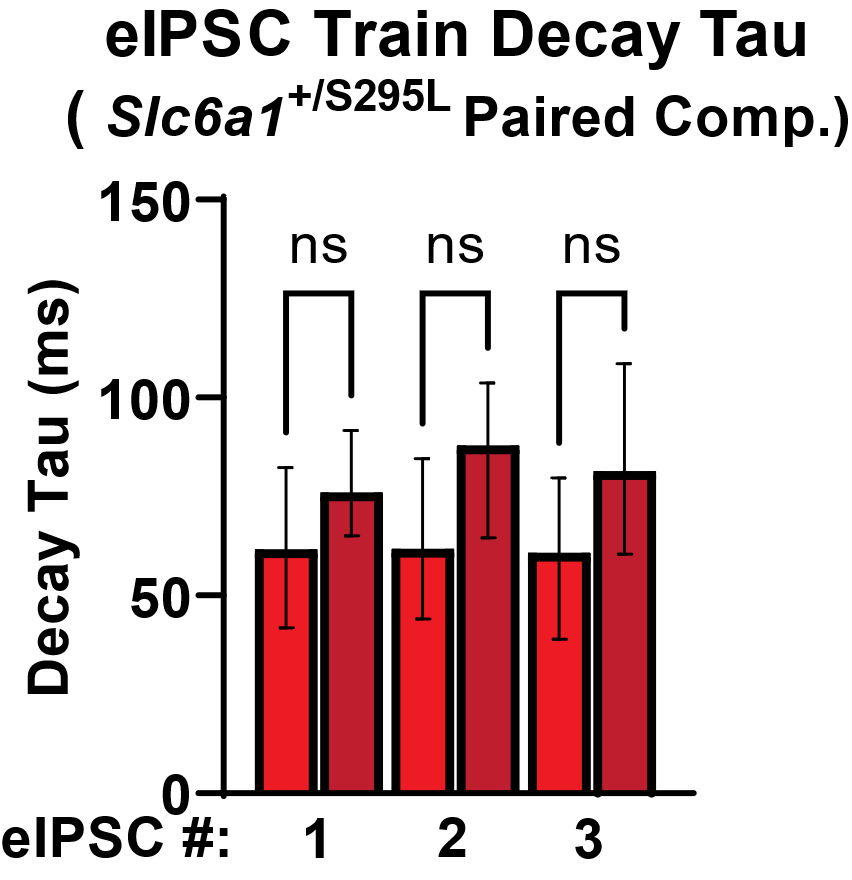 eIPSC Train Decay Tau
( Slc6a1+/S295L Paired Comp.)
150
ns ns ns
100
Decay Tau (ms)
50
0
eIPSC #: 1 2 3